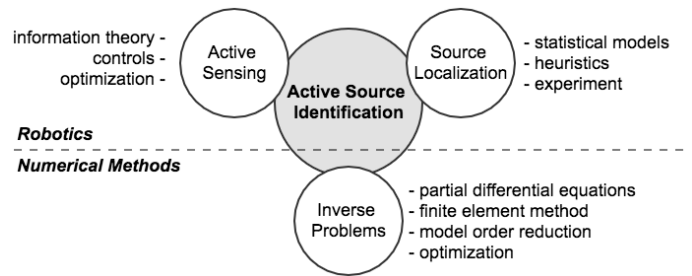 information theory -
controls -
optimization -
Active
Sensing
Active Source
Identification
Source
Localization
- statistical models
- heuristics
- experiment
Robotics
Numerical Methods
Inverse
Problems
- partial differential equations
- finite element method
- model order reduction
- optimization